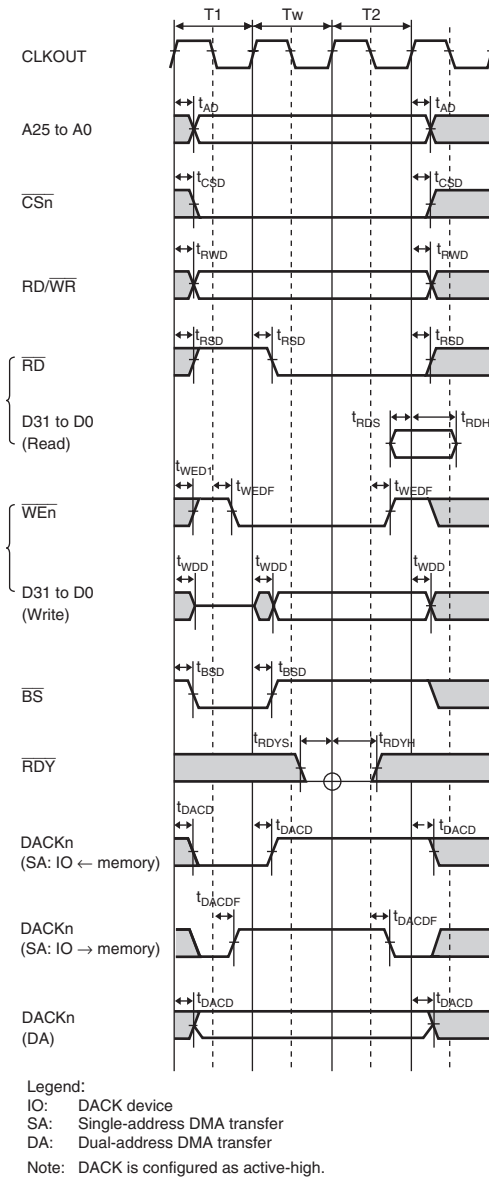 T1 Tw T2
CLKOUT
tAD tAD
A25 to A0
tCSD tCSD
CSn
tRWD tRWD
RD/WR
tRSD tRSD tRSD
RD
tRDS tRDH
D31 to D0
(Read)
tWED1 tWEDF tWEDF
WEn
tWDD tWDD tWDD
D31 to D0
(Write)
tBSD tBSD
BS
tRDYS tRDYH
RDY
tDACD tDACD tDACD
DACKn
(SA: IO ← memory)
tDACDF tDACDF
DACKn
(SA: IO → memory)
tDACD tDACD
DACKn
(DA)
Legend:
IO: DACK device
SA: Single-address DMA transfer
DA: Dual-address DMA transfer
Note: DACK is configured as active-high.